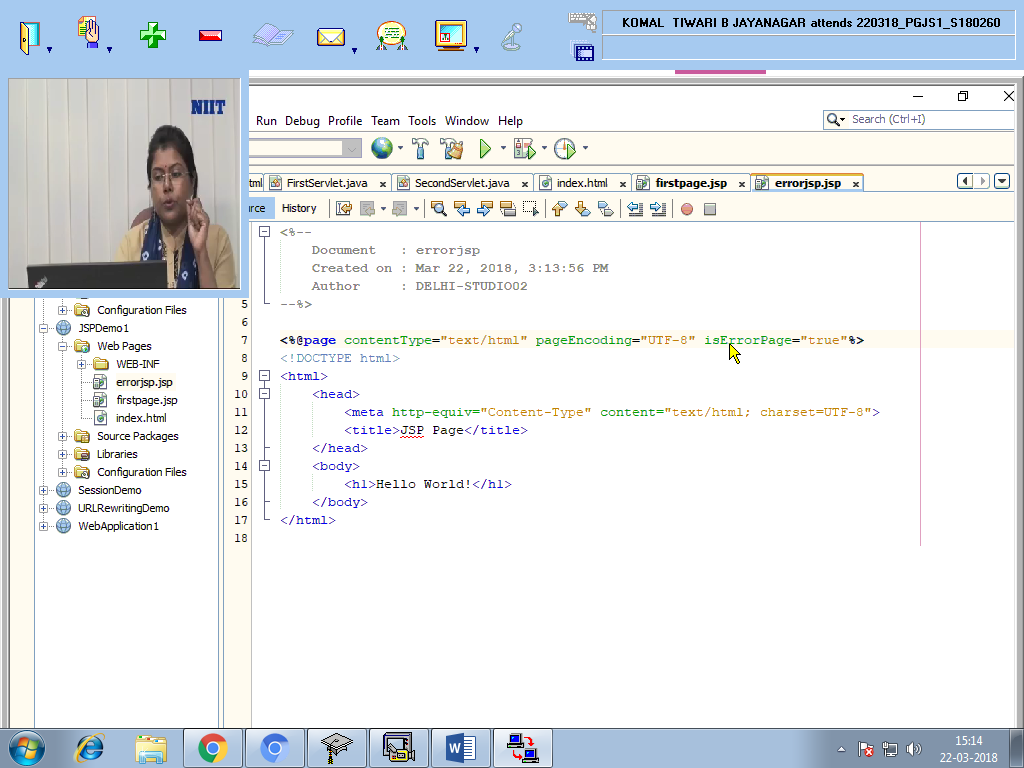 KOMAL TIWARI B JAYANAGAR attends 220318_PGJS1_S180260
NIIT
Run Debug Profile Team Tools Window Help
Search (Ctrl+I)
FirstServlet.java SecondServlet.java index.html firstpage.jsp errorjsp.jsp
History
<%--
Document : errorjsp
Created on : Mar 22, 2018, 3:13:56 PM
Author : DELHI-STUDIO02
5 --%>
6
7 <%@page contentType="text/html" pageEncoding="UTF-8" isErrorPage="true"%>
8 <!DOCTYPE html>
9 <html>
10 <head>
11 <meta http-equiv="Content-Type" content="text/html; charset=UTF-8">
12 <title>JSP Page</title>
13 </head>
14 <body>
15 <h1>Hello World!</h1>
16 </body>
17 </html>
18
Configuration Files
JSPDemo1
Web Pages
WEB-INF
errorjsp.jsp
firstpage.jsp
index.html
Source Packages
Libraries
Configuration Files
SessionDemo
URLRewritingDemo
WebApplication1
15:14
22-03-2018